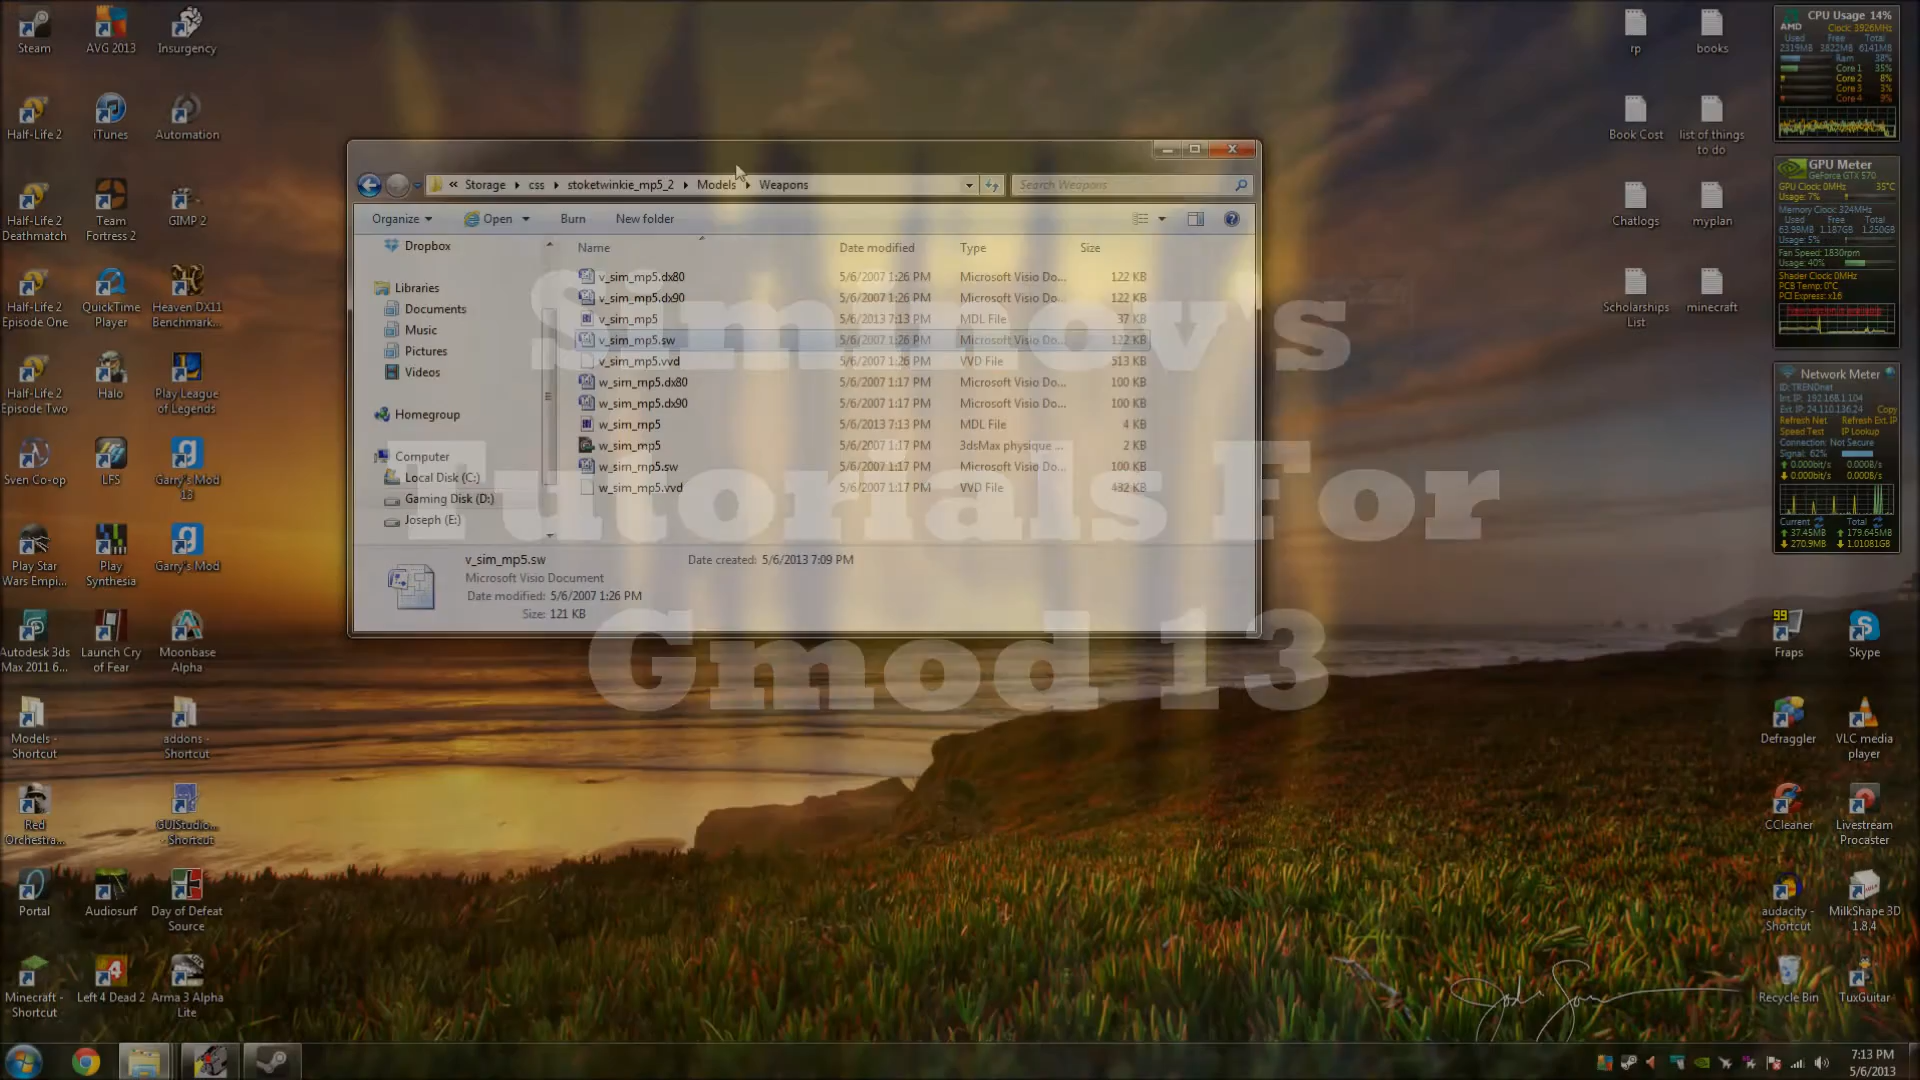 Simmov's
Tutorials For
Gmod 13
Steam
AVG 2013
Insurgency
Half-Life 2
iTunes
Automation
Half-Life 2
Deathmatch
Team
Fortress 2
GIMP 2
Half-Life 2
Episode One
QuickTime
Player
Heaven DX11
Benchmark...
Half-Life 2
Episode Two
Halo
Play League
of Legends
Sven Co-op
LFS
Garry's Mod
13
Play Star
Wars Empi...
Play
Synthesia
Garry's Mod
Autodesk 3ds
Max 2011 6...
Launch Cry
of Fear
Moonbase
Alpha
Models -
Shortcut
addons -
Shortcut
Red
Orchestra...
GUIStudio...
- Shortcut
Portal
Audiosurf
Day of Defeat
Source
Minecraft -
Shortcut
Left 4 Dead 2
Arma 3 Alpha
Lite
« Storage css stoketwinkie_mp5_2 Models Weapons
Search Weapons
Organize Open Burn New folder
Dropbox
Libraries
Documents
Music
Pictures
Videos
Homegroup
Computer
Local Disk (C:)
Gaming Disk (D:)
Joseph (E:)
Name Date modified Type Size
v_sim_mp5.dx80 5/6/2007 1:26 PM Microsoft Visio Do... 122 KB
v_sim_mp5.dx90 5/6/2007 1:26 PM Microsoft Visio Do... 122 KB
v_sim_mp5 5/6/2013 7:13 PM MDL File 37 KB
v_sim_mp5.sw 5/6/2007 1:26 PM Microsoft Visio Do... 122 KB
v_sim_mp5.vvd 5/6/2007 1:26 PM VVD File 513 KB
w_sim_mp5.dx80 5/6/2007 1:17 PM Microsoft Visio Do... 100 KB
w_sim_mp5.dx90 5/6/2007 1:17 PM Microsoft Visio Do... 100 KB
w_sim_mp5 5/6/2013 7:13 PM MDL File 4 KB
w_sim_mp5 5/6/2007 1:17 PM 3dsMax physique ... 2 KB
w_sim_mp5.sw 5/6/2007 1:17 PM Microsoft Visio Do... 100 KB
w_sim_mp5.vvd 5/6/2007 1:17 PM VVD File 432 KB
v_sim_mp5.sw Date created: 5/6/2013 7:09 PM
Microsoft Visio Document
Date modified: 5/6/2007 1:26 PM
Size: 121 KB
rp
books
Book Cost
list of things
to do
Chatlogs
myplan
Scholarships
List
minecraft
AMD
CPU Usage 14%
Clock: 3926MHz
Used Free Total
2319MB 3822MB 6141MB
Ram 38%
Core 1 35%
Core 2 8%
Core 3 3%
Core 4 9%
GPU Meter
GeForce GTX 570
GPU Clock: 0MHz 35°C
Usage: 7%
Memory Clock: 324MHz
Used Free Total
63.98MB 1.187GB 1.250GB
Usage: 5%
Fan Speed: 1830rpm
Usage: 40%
Shader Clock: 0MHz
PCB Temp: 0°C
PCI Express: x16
Network Meter
ID: TRENDnet
Int. IP: 192.168.1.104
Ext. IP: 24.110.136.24 Copy
Refresh Net Refresh Ext. IP
Speed Test IP Lookup
Connection: Not Secure
Signal: 62%
0.000bit/s 0.000B/s
0.000bit/s 0.000B/s
Current Total
37.45MB 179.645MB
270.9MB 1.01081GB
99
Fraps
Skype
Defraggler
VLC media
player
CCleaner
Livestream
Procaster
audacity -
Shortcut
MilkShape 3D
1.8.4
Recycle Bin
TuxGuitar
7:13 PM
5/6/2013